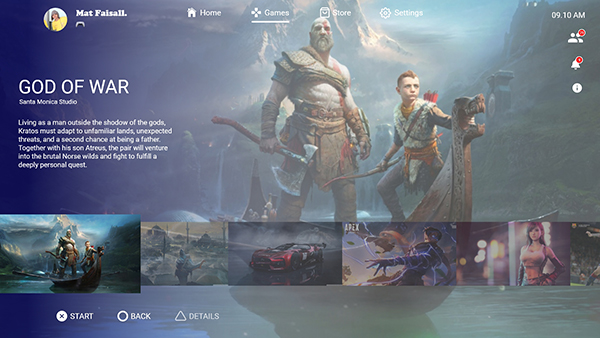 Mat Faisall.
Home
Games
Store
Settings
09.10 AM
GOD OF WAR
Santa Monica Studio
Living as a man outside the shodow of the gods,
Kratos must adapt to unfamiliar lands, unexpected
threats, and a second chance at being a father.
Together with his son Atreus, the pair will venture
into the brutal Norse wilds and fight to fulfill a
deeply personal quest.
APEX
START
BACK
DETAILS